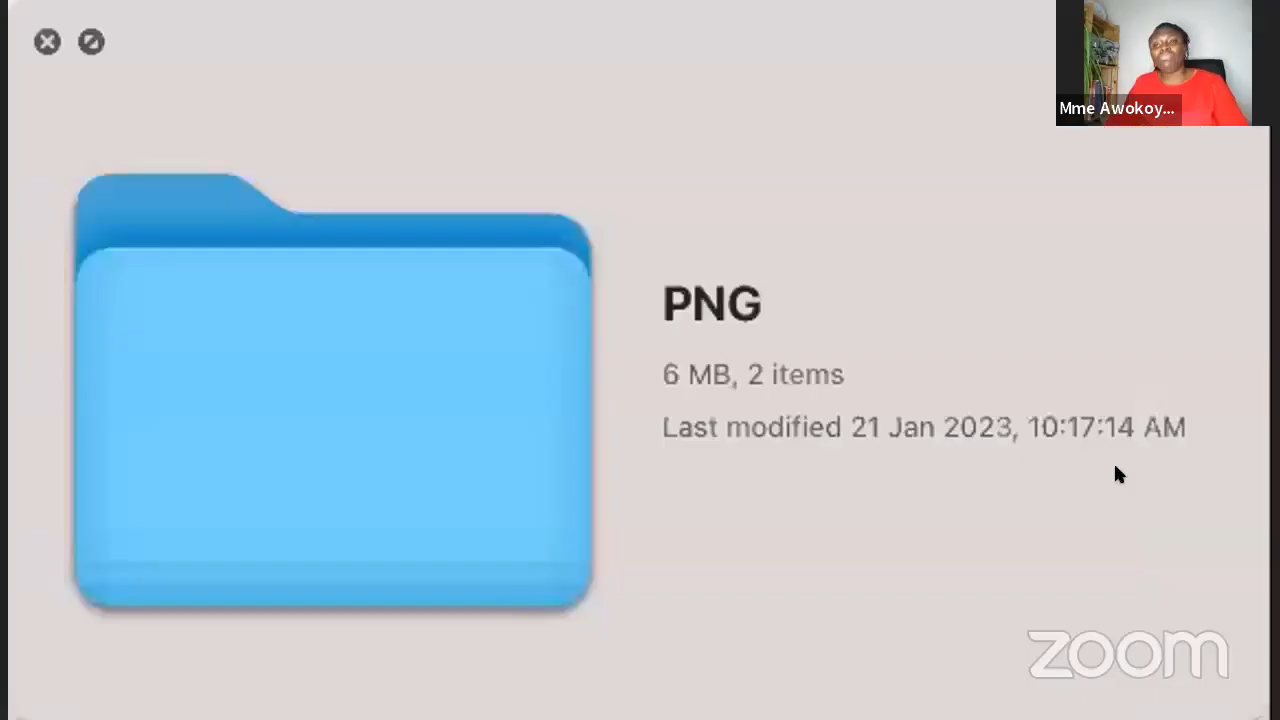 Mme Awokoy...
PNG
6 MB, 2 items
Last modified 21 Jan 2023, 10:17:14 AM
zoom